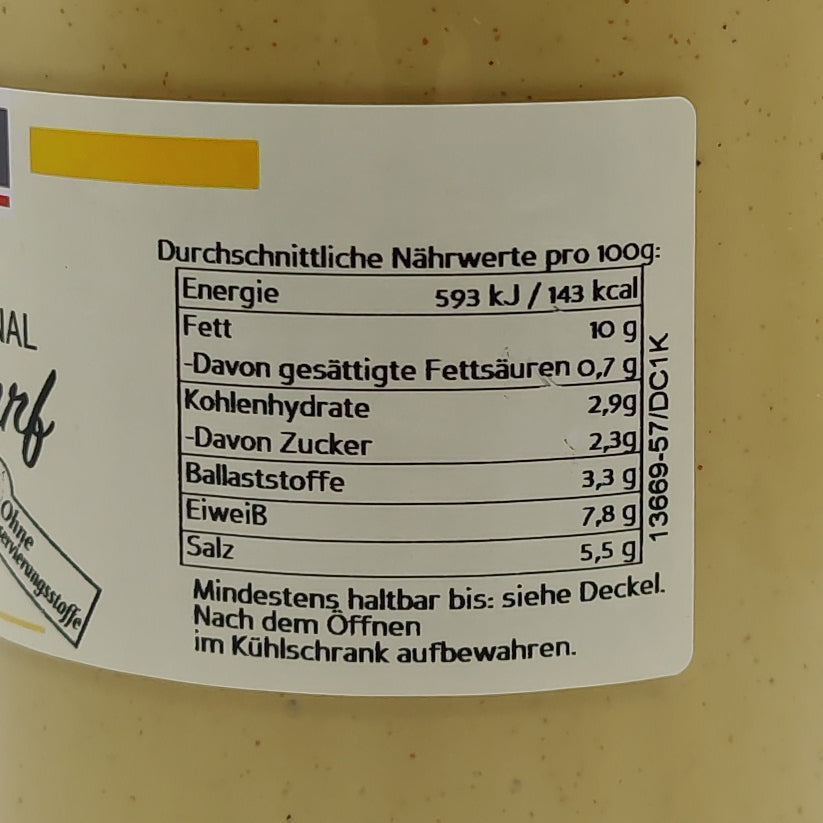 NAL
Ohne
Durchschnittliche Nährwerte pro 100g:
Energie 593 kJ / 143 kcal
Fett 10 g
-Davon gesättigte Fettsäuren 0,7 g
Kohlenhydrate 2,9g
-Davon Zucker 2,3g
Ballaststoffe 3,3 g
Eiweiß 7,8 g
Salz 5,5 g
13669-57/DC1K
Mindestens haltbar bis: siehe Deckel.
Nach dem Öffnen
im Kühlschrank aufbewahren.